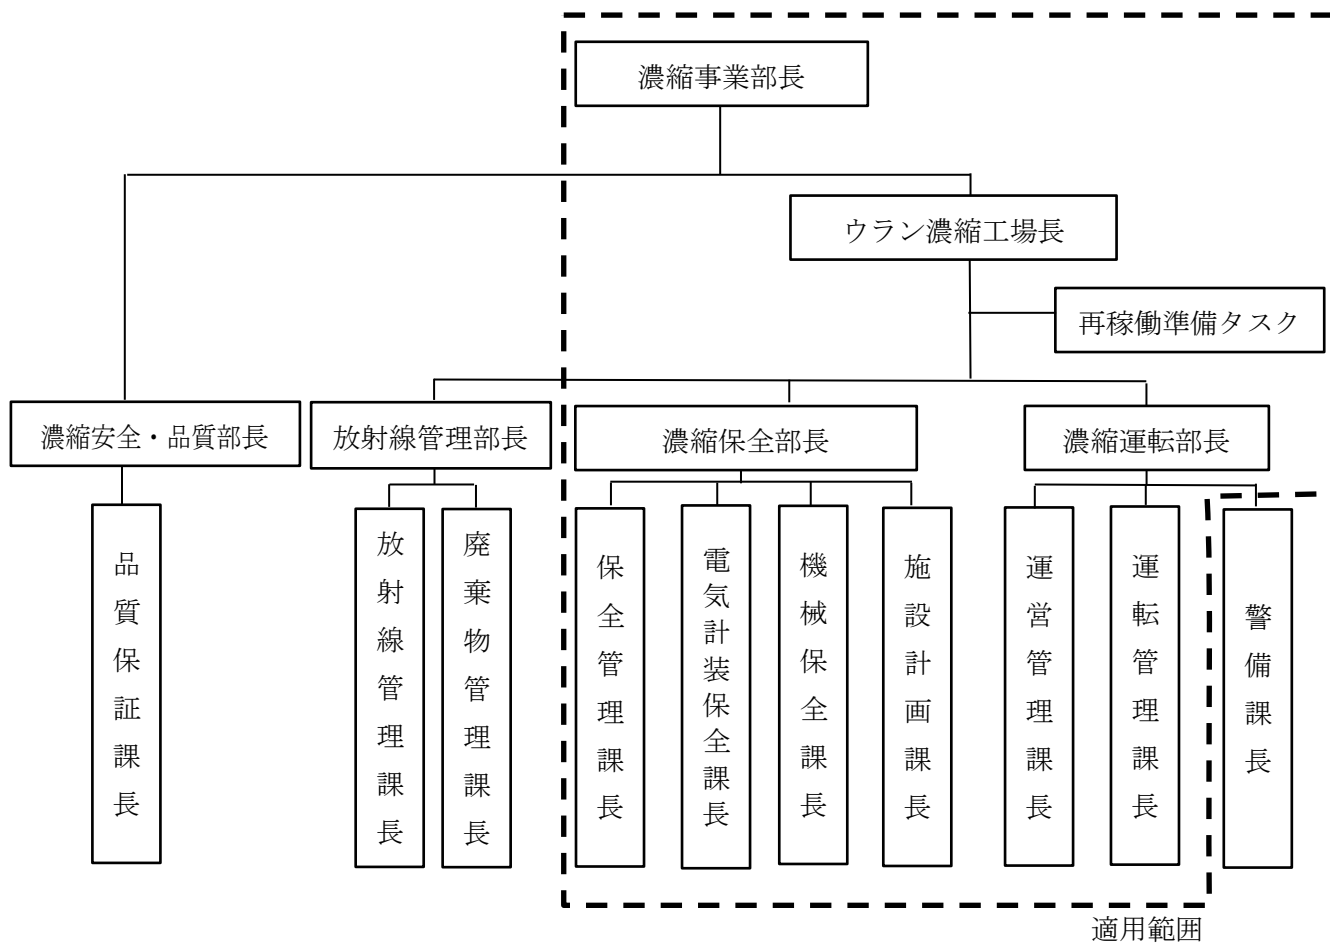 濃縮事業部長
ウラン濃縮工場長
再稼働準備タスク
濃縮安全・品質部長
放射線管理部長
濃縮保全部長
濃縮運転部長
品質保証課長
放射線管理課長
廃棄物管理課長
保全管理課長
電気計装保全課長
機械保全課長
施設計画課長
運営管理課長
運転管理課長
警備課長
適用範囲